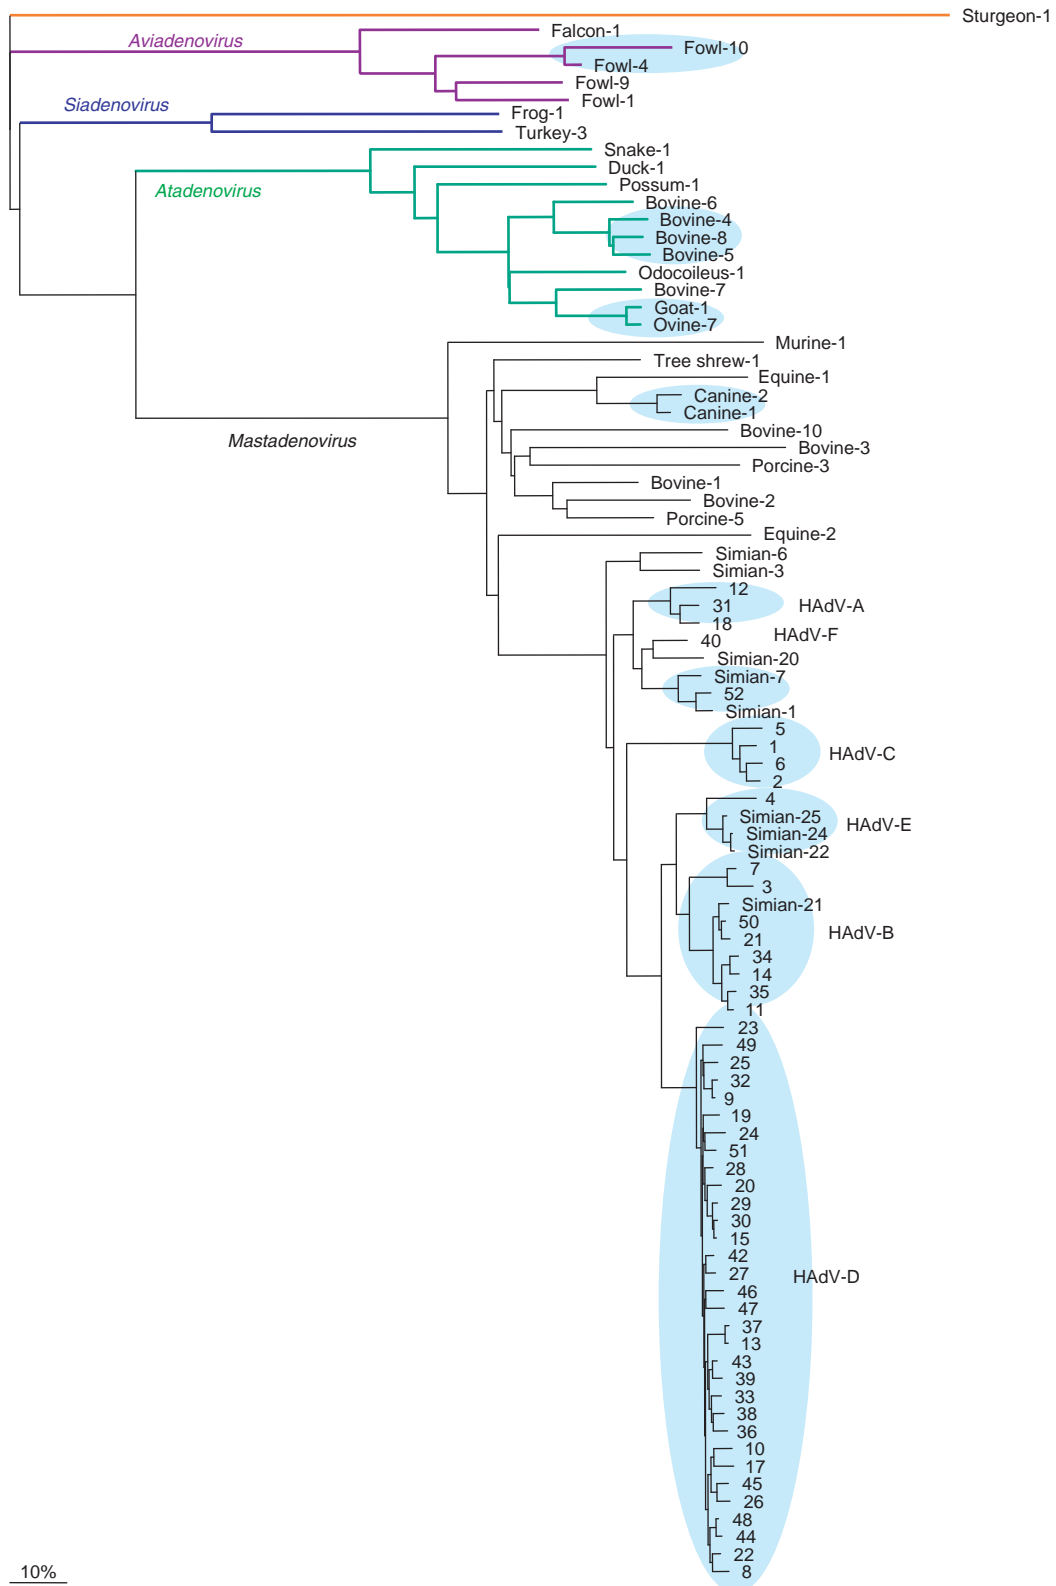 Sturgeon-1
Falcon-1
Aviadenovirus
Fowl-10
Fowl-4
Fowl-9
Fowl-1
Siadenovirus
Frog-1
Turkey-3
Snake-1
Duck-1
Atadenovirus
Possum-1
Bovine-6
Bovine-4
Bovine-8
Bovine-5
Odocoileus-1
Bovine-7
Goat-1
Ovine-7
Murine-1
Tree shrew-1
Equine-1
Canine-2
Canine-1
Bovine-10
Mastadenovirus
Bovine-3
Porcine-3
Bovine-1
Bovine-2
Porcine-5
Equine-2
Simian-6
Simian-3
12
31 HAdV-A
18
HAdV-F
40
Simian-20
Simian-7
52
Simian-1
5
1
HAdV-C
6
2
4
Simian-25
HAdV-E
Simian-24
Simian-22
7
3
Simian-21
50
HAdV-B
21
34
14
35
11
23
49
25
32
9
19
24
51
28
20
29
30
15
42
27 HAdV-D
46
47
37
13
43
39
33
38
36
10
17
45
26
48
44
22
8
10%